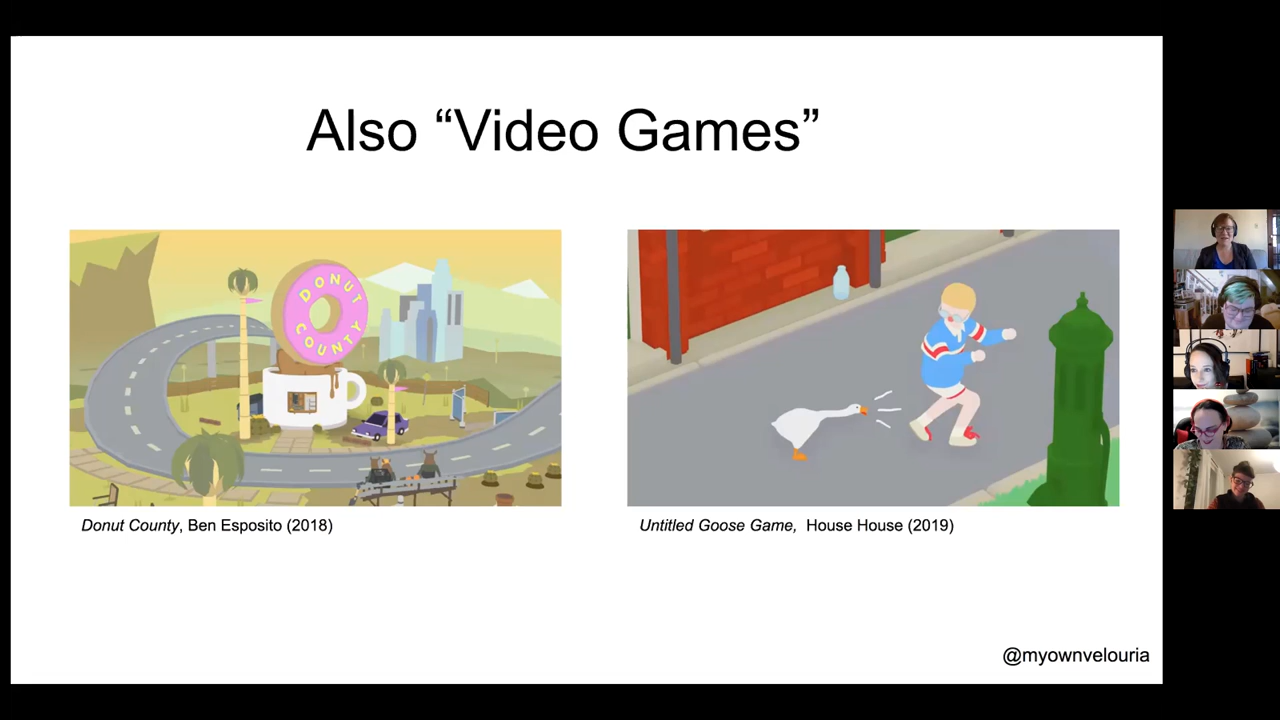 Also “Video Games”
DONUT
COUNTY
Donut County, Ben Esposito (2018)
Untitled Goose Game, House House (2019)
@myownvelouria